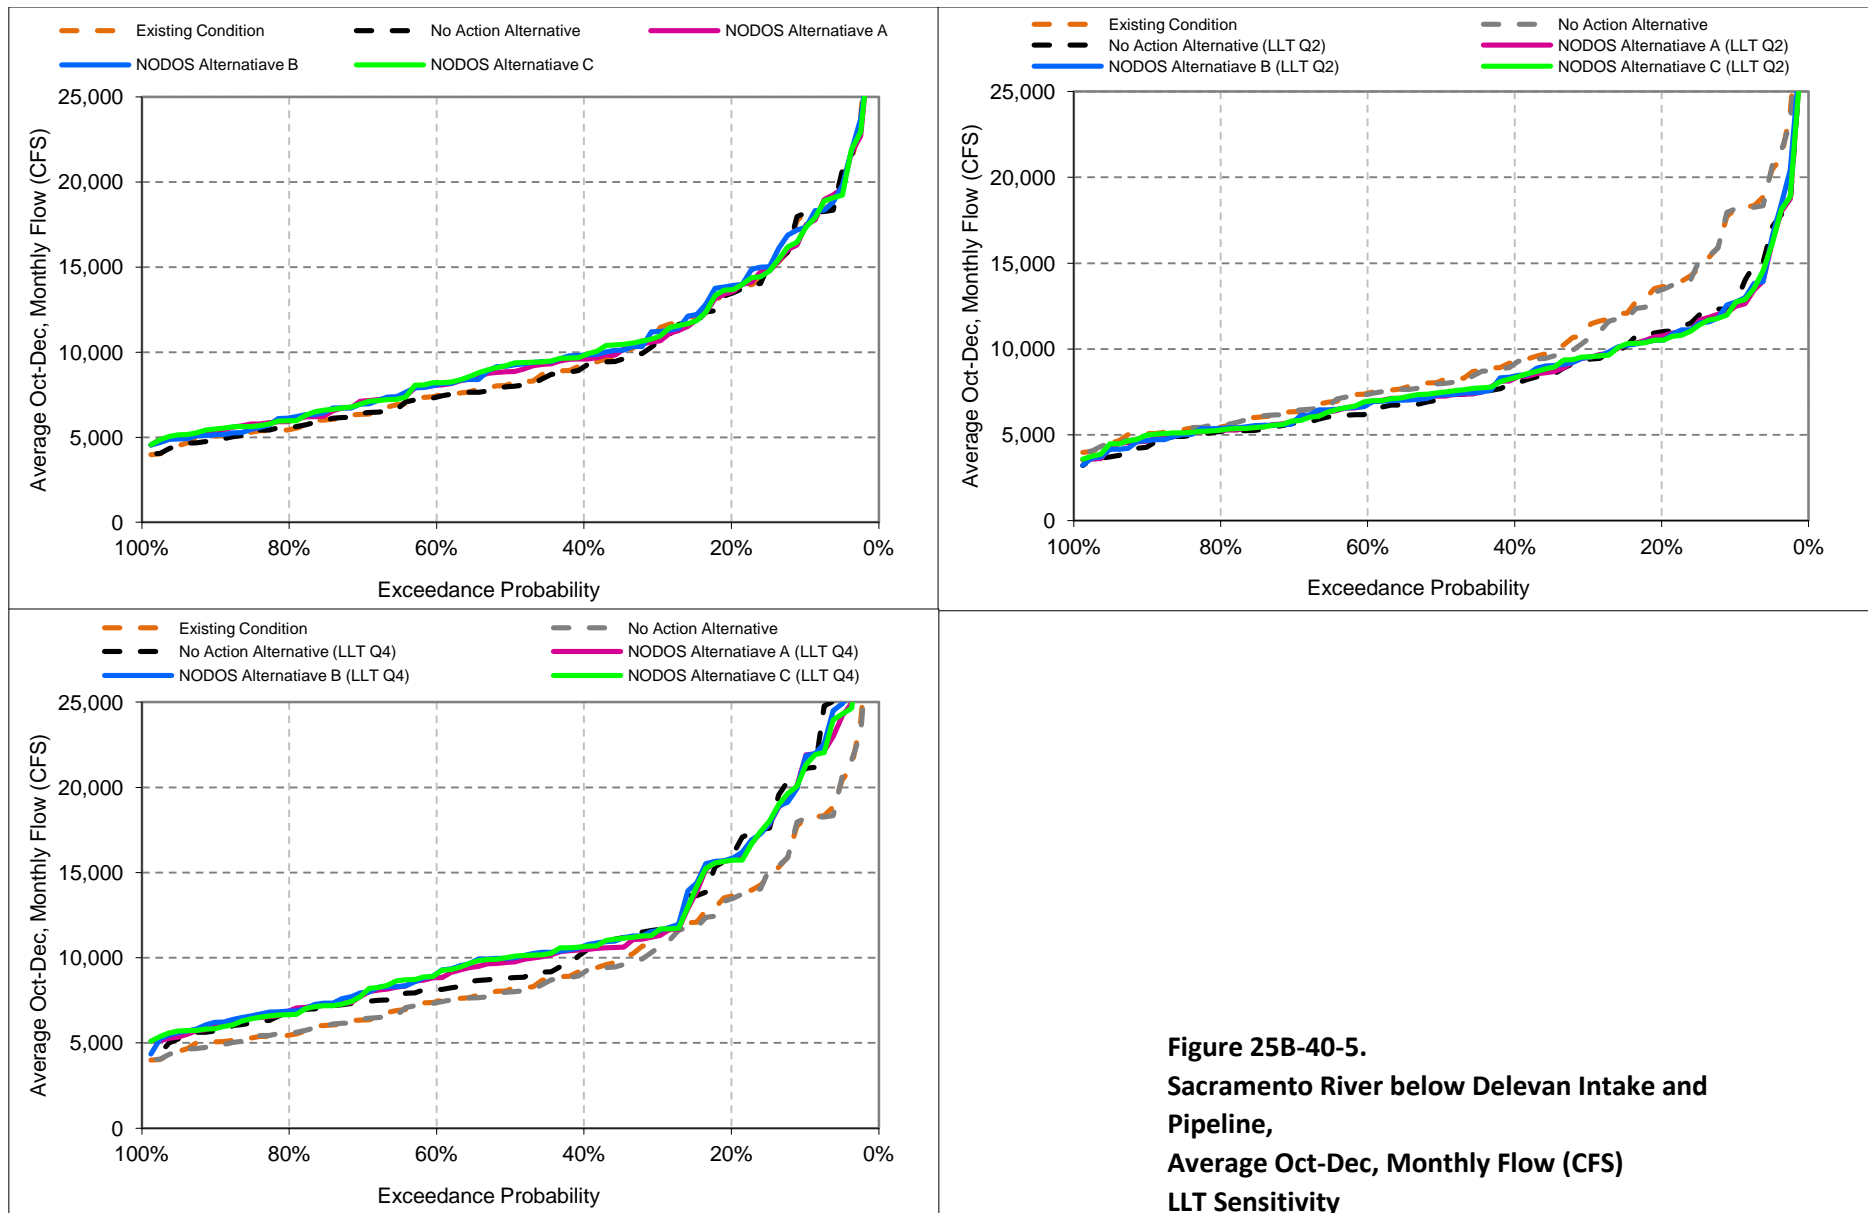 Existing Condition No Action Alternative NODOS Alternatiave A
NODOS Alternatiave B NODOS Alternatiave C
25,000
20,000
15,000
10,000
5,000
0
Average Oct-Dec, Monthly Flow (CFS)
100% 80% 60% 40% 20% 0%
Exceedance Probability
Existing Condition No Action Alternative
No Action Alternative (LLT Q2) NODOS Alternatiave A (LLT Q2)
NODOS Alternatiave B (LLT Q2) NODOS Alternatiave C (LLT Q2)
25,000
20,000
15,000
10,000
5,000
0
Average Oct-Dec, Monthly Flow (CFS)
100% 80% 60% 40% 20% 0%
Exceedance Probability
Existing Condition No Action Alternative
No Action Alternative (LLT Q4) NODOS Alternatiave A (LLT Q4)
NODOS Alternatiave B (LLT Q4) NODOS Alternatiave C (LLT Q4)
25,000
20,000
15,000
10,000
5,000
0
Average Oct-Dec, Monthly Flow (CFS)
100% 80% 60% 40% 20% 0%
Exceedance Probability
Figure 25B-40-5.
Sacramento River below Delevan Intake and
Pipeline,
Average Oct-Dec, Monthly Flow (CFS)
LLT Sensitivity